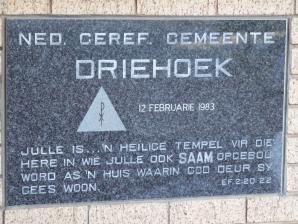 NED. GEREF. GEMEENTE
DRIEHOEK
12 FEBRUARIE 1983
JULLE IS...'N HEILIGE TEMPEL VIR DIE
HERE IN WIE JULLE OOK SAAM OPGEBOU
WORD AS 'N HUIS WAARIN GOD DEUR SY
GEES WOON.
EF.2:20-22